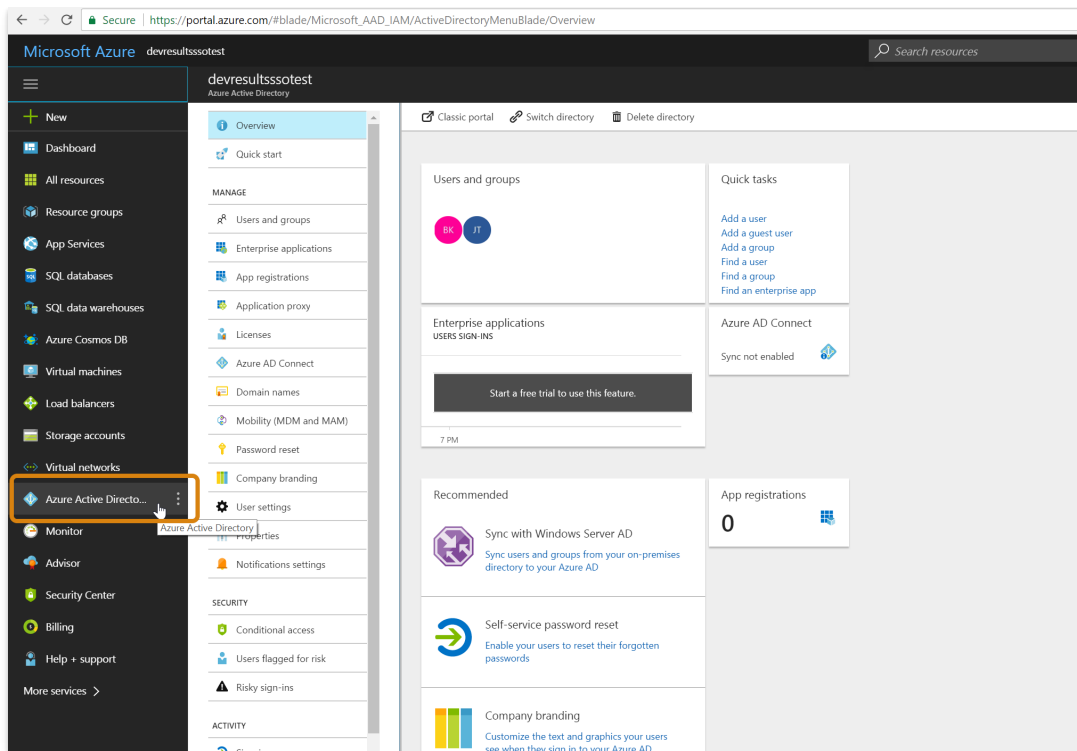 Secure | https://portal.azure.com/#blade/Microsoft_AAD_IAM/ActiveDirectoryMenuBlade/Overview
Microsoft Azure devresultsssotest
Search resources
devresultsssotest
Azure Active Directory
New
Dashboard
All resources
Resource groups
App Services
SQL databases
SQL data warehouses
Azure Cosmos DB
Virtual machines
Load balancers
Storage accounts
Virtual networks
Azure Active Directo...
Azure Active Directory
Monitor
Advisor
Security Center
Billing
Help + support
More services
Overview
Quick start
MANAGE
Users and groups
Enterprise applications
App registrations
Application proxy
Licenses
Azure AD Connect
Domain names
Mobility (MDM and MAM)
Password reset
Company branding
User settings
Properties
Notifications settings
SECURITY
Conditional access
Users flagged for risk
Risky sign-ins
ACTIVITY
Classic portal
Switch directory
Delete directory
Users and groups
BK
JT
Quick tasks
Add a user
Add a guest user
Add a group
Find a user
Find a group
Find an enterprise app
Enterprise applications
USERS SIGN-INS
Start a free trial to use this feature.
7 PM
Azure AD Connect
Sync not enabled
Recommended
Sync with Windows Server AD
Sync users and groups from your on-premises
directory to your Azure AD
Self-service password reset
Enable your users to reset their forgotten
passwords
Company branding
Customize the text and graphics your users
see when they sign in to your Azure AD
App registrations
0